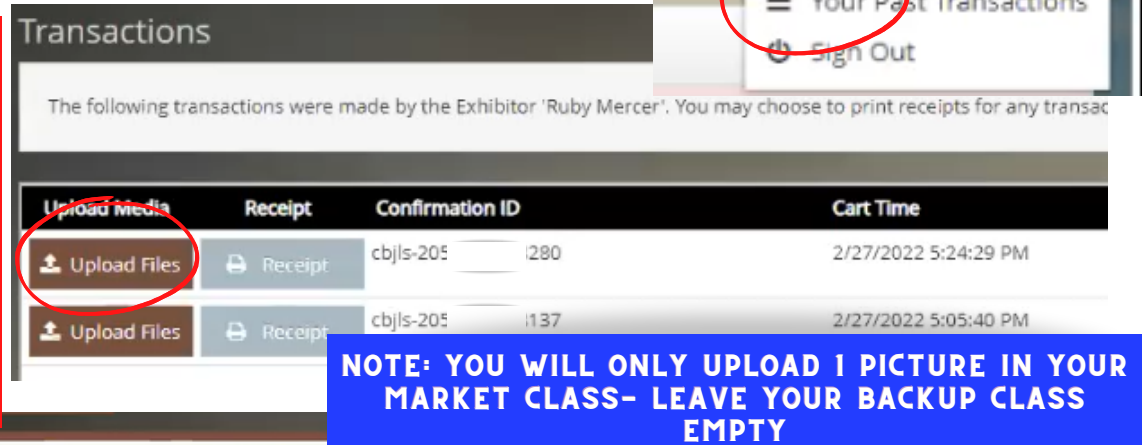 Transactions
Your Past Transactions
Sign Out
The following transactions were made by the Exhibitor 'Ruby Mercer'. You may choose to print receipts for any transac
Upload Media Receipt Confirmation ID Cart Time
Upload Files Receipt cbjls-205 280 2/27/2022 5:24:29 PM
Upload Files Receipt cbjls-205 137 2/27/2022 5:05:40 PM
NOTE: YOU WILL ONLY UPLOAD 1 PICTURE IN YOUR
MARKET CLASS- LEAVE YOUR BACKUP CLASS
EMPTY